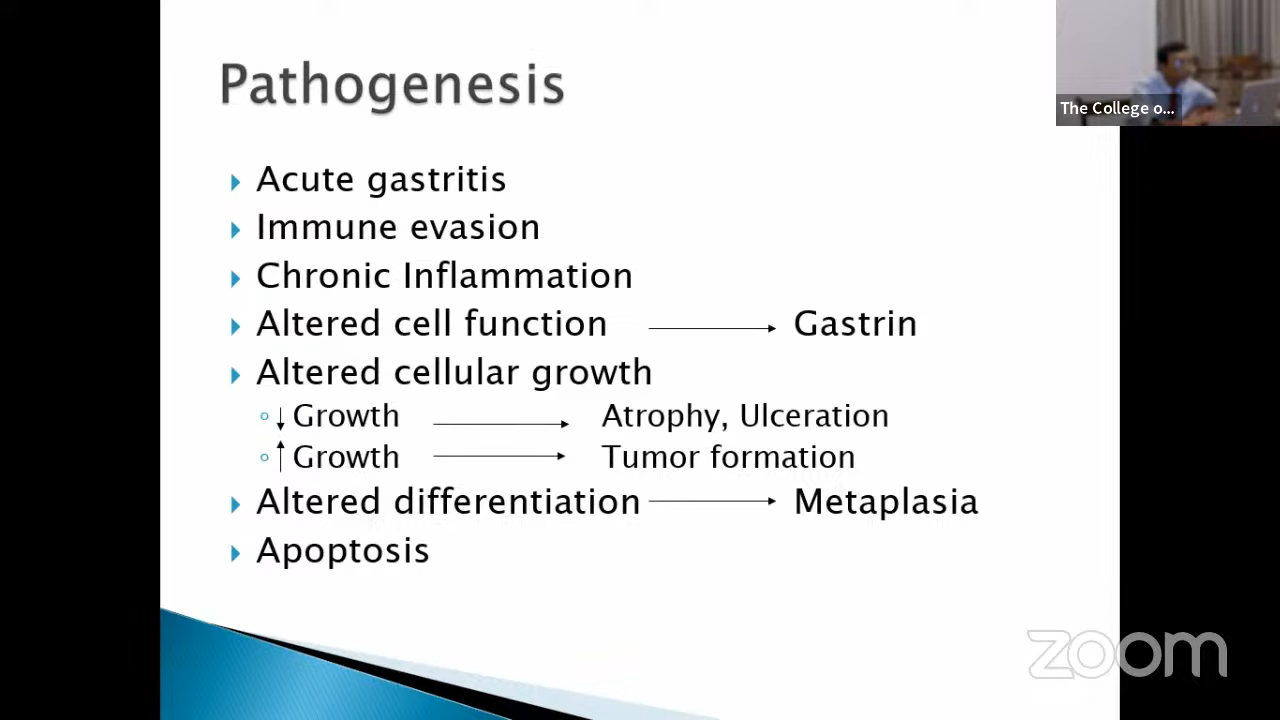 Pathogenesis
The College o...
Acute gastritis
Immune evasion
Chronic Inflammation
Altered cell function → Gastrin
Altered cellular growth
↓ Growth → Atrophy, Ulceration
↑ Growth → Tumor formation
Altered differentiation → Metaplasia
Apoptosis
zoom